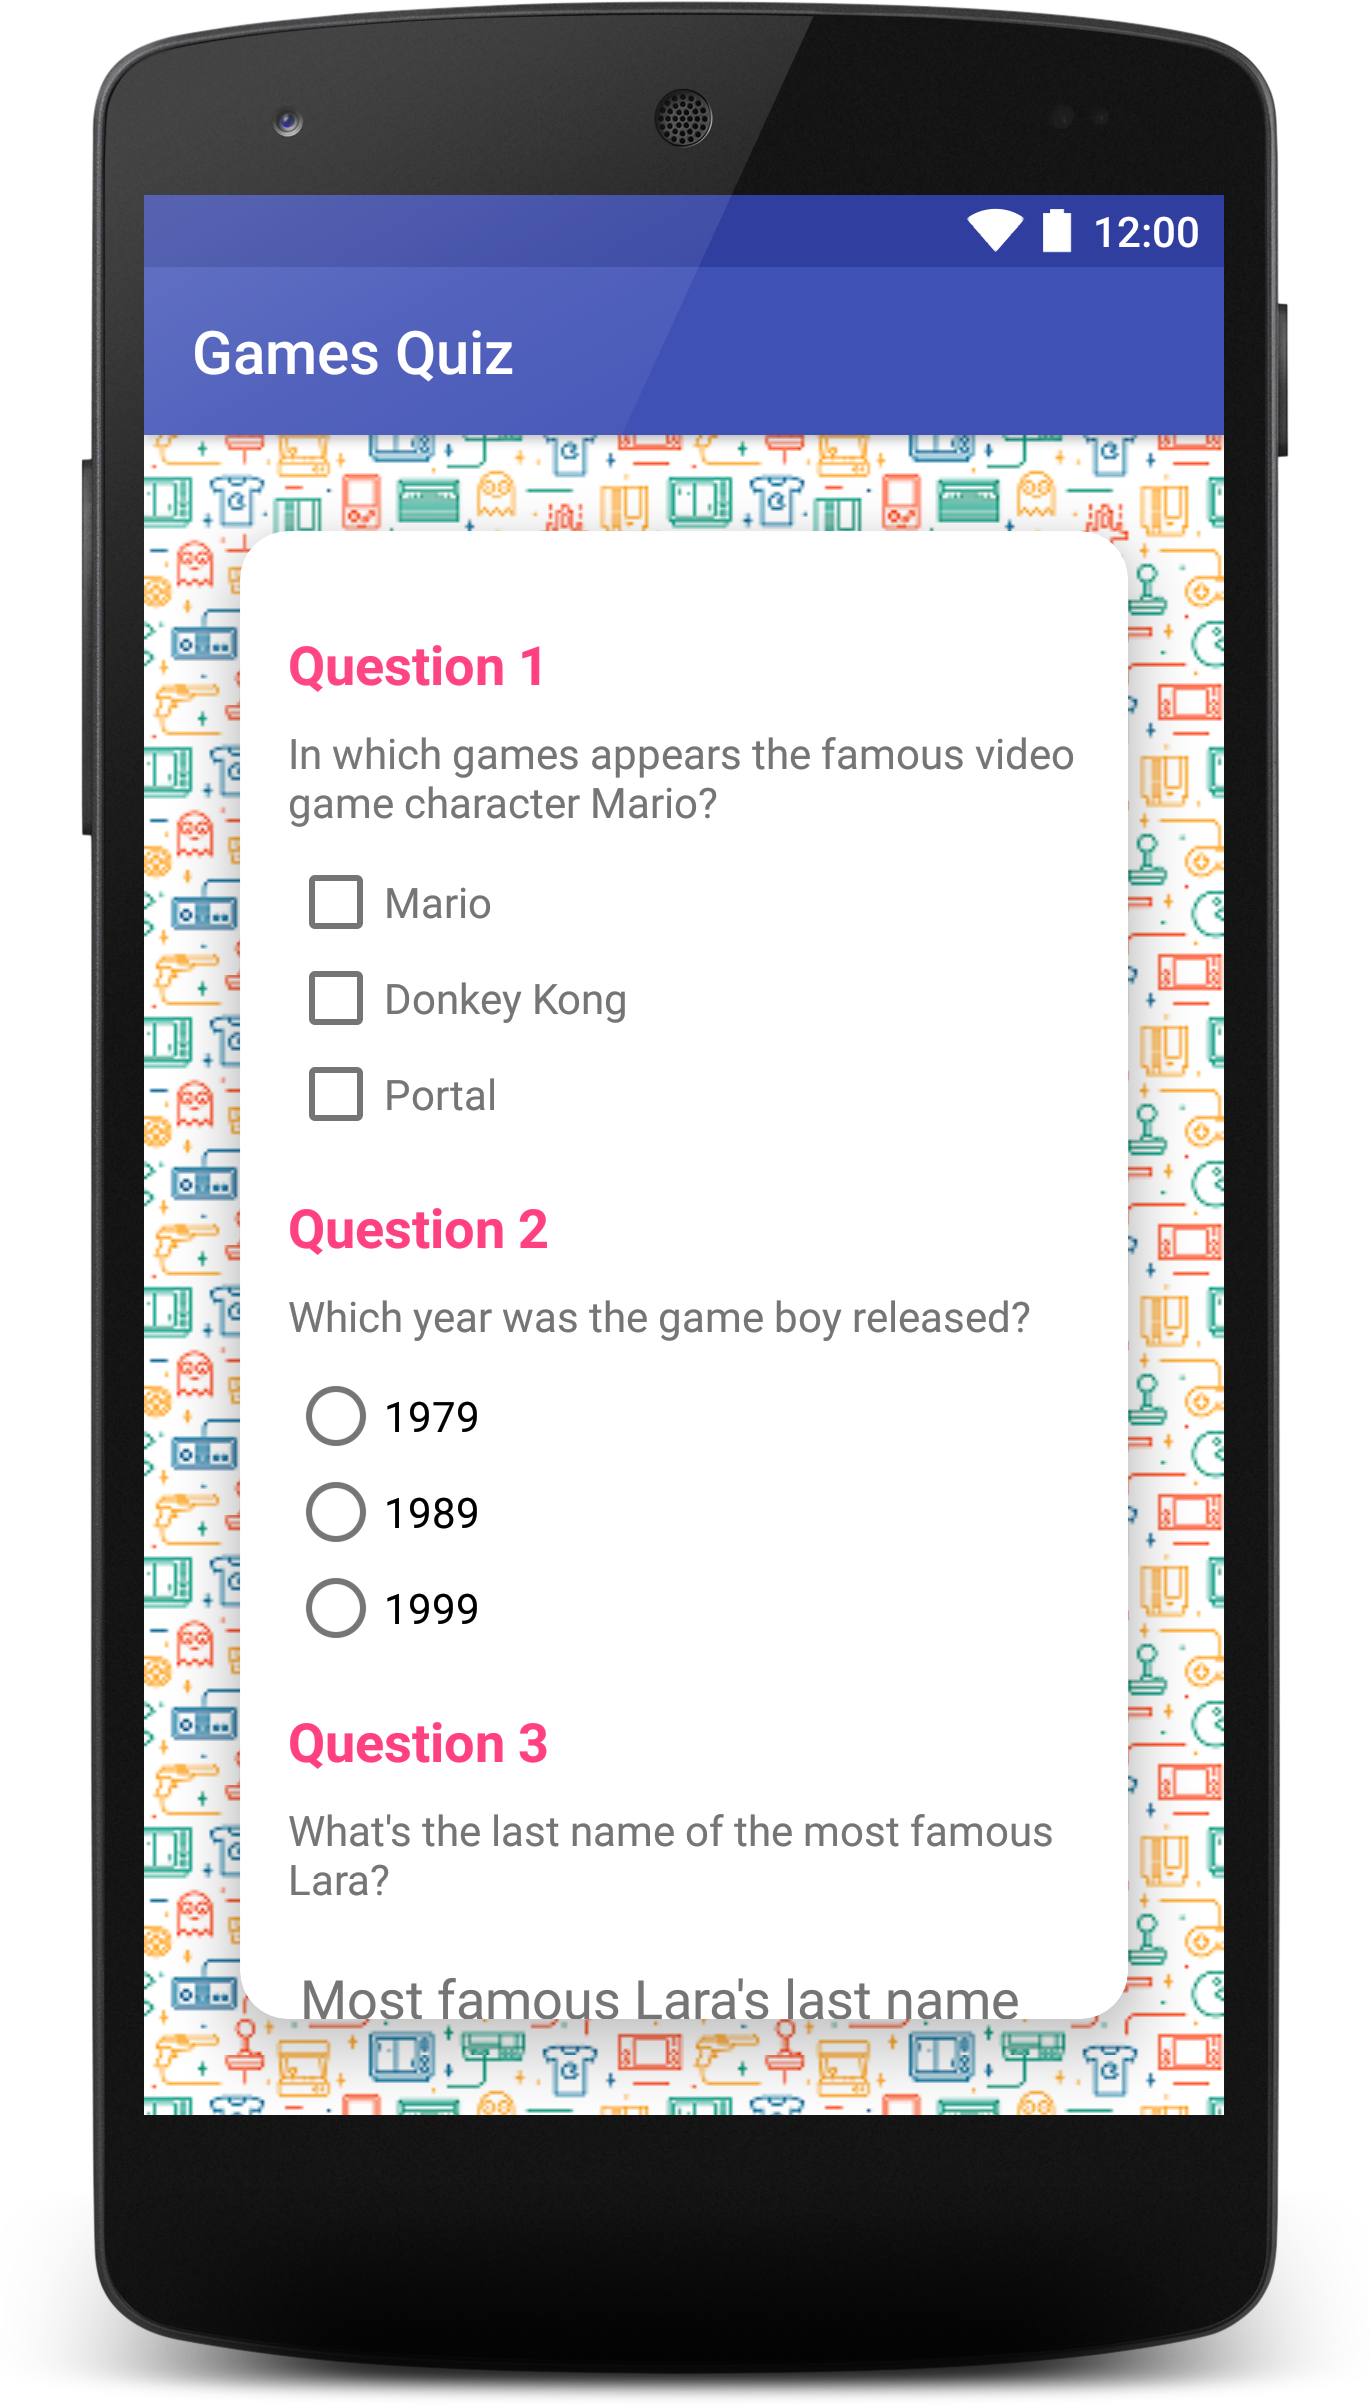 12:00
Games Quiz
Question 1
In which games appears the famous video
game character Mario?
Mario
Donkey Kong
Portal
Question 2
Which year was the game boy released?
1979
1989
1999
Question 3
What's the last name of the most famous
Lara?
Most famous Lara's last name